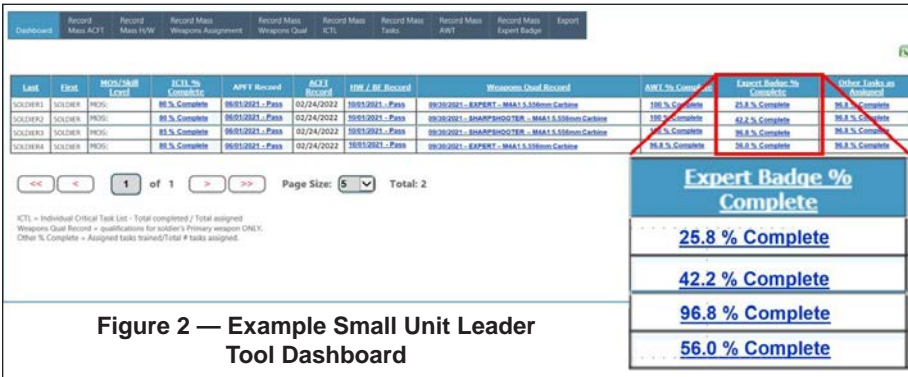 Dashboard Record Mass ACFT Record Mass H/W Record Mass Weapons Assignment Record Mass Weapons Qual Record Mass ICTL Record Mass Tasks Record Mass AWT Record Mass Expert Badge Export
Last First MOS/Skill Level ICTL % Complete APFT Record ACFT Record HW / BF Record Weapons Qual Record AWT % Complete Expert Badge % Complete Other Tasks as Assigned
SOLDIER1 SOLDIER MOS: 80 % Complete 06/01/2021 - Pass 02/24/2022 10/01/2021 - Pass 09/30/2021 - EXPERT - M4A1 5.556mm Carbine 100 % Complete 25.8 % Complete 96.8 % Complete
SOLDIER2 SOLDIER MOS: 90 % Complete 06/01/2021 - Pass 02/24/2022 10/01/2021 - Pass 09/30/2021 - SHARPSHOOTER - M4A1 5.556mm Carbine 100 % Complete 42.2 % Complete 96.8 % Complete
SOLDIER3 SOLDIER MOS: 85 % Complete 06/01/2021 - Pass 02/24/2022 10/01/2021 - Pass 09/30/2021 - SHARPSHOOTER - M4A1 5.556mm Carbine % Complete 96.8 % Complete 96.8 % Complete
SOLDIER4 SOLDIER MOS: 80 % Complete 06/01/2021 - Pass 02/24/2022 10/01/2021 - Pass 09/30/2021 - EXPERT - M4A1 5.556mm Carbine 96.8 % Complete 56.0 % Complete 96.8 % Complete
<< < 1 of 1 > >> Page Size: 5 Total: 2
ICTL = Individual Critical Task List - Total completed / Total assigned
Weapons Qual Record = qualifications for soldier's Primary weapon ONLY.
Other % Complete = Assigned tasks trained/Total # tasks assigned.
Expert Badge %
Complete
25.8 % Complete
42.2 % Complete
96.8 % Complete
56.0 % Complete
Figure 2 — Example Small Unit Leader
Tool Dashboard